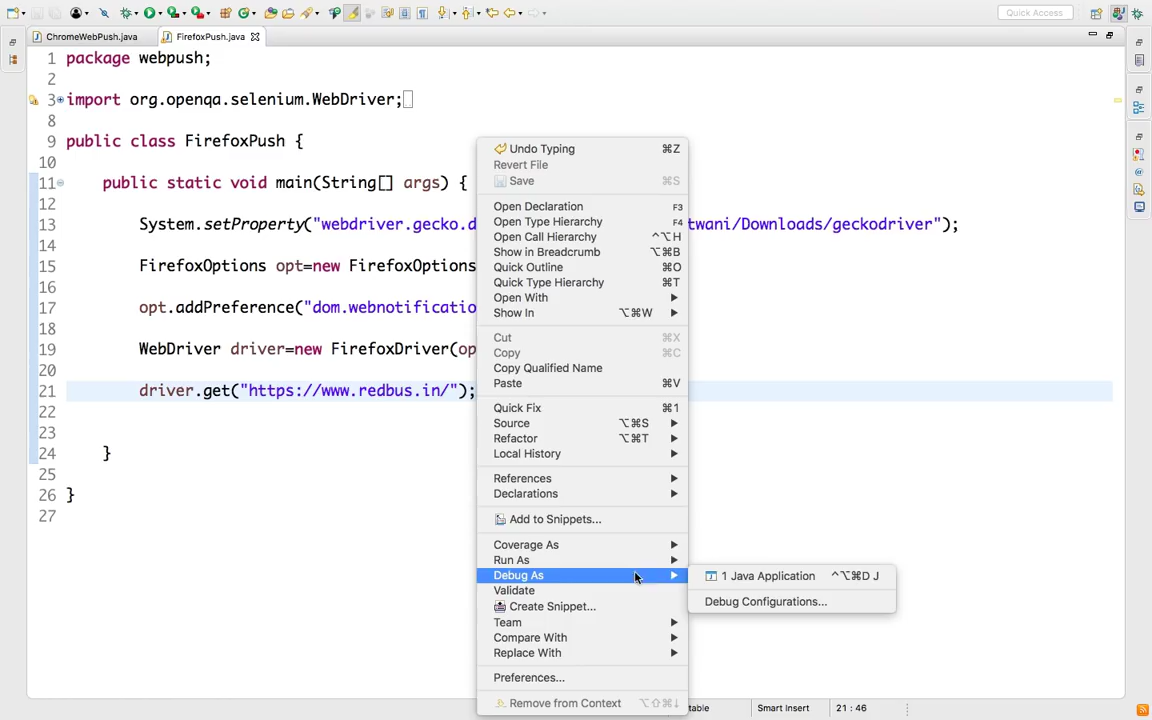 Quick Access
ChromeWebPush.java
FirefoxPush.java
1 package webpush;
2
3 import org.openqa.selenium.WebDriver;
8
9 public class FirefoxPush {
10
11 public static void main(String[] args) {
12
13 System.setProperty("webdriver.gecko.d twani/Downloads/geckodriver");
14
15 FirefoxOptions opt=new FirefoxOptions
16
17 opt.addPreference("dom.webnotificatio
18
19 WebDriver driver=new FirefoxDriver(op
20
21 driver.get("https://www.redbus.in/");
22
23
24 }
25
26 }
27
Undo Typing ⌘Z
Revert File
Save ⌘S
Open Declaration F3
Open Type Hierarchy F4
Open Call Hierarchy ^⌥H
Show in Breadcrumb ⌥⌘B
Quick Outline ⌘O
Quick Type Hierarchy ⌘T
Open With
Show In ⌥⌘W
Cut ⌘X
Copy ⌘C
Copy Qualified Name
Paste ⌘V
Quick Fix ⌘1
Source ⌥⌘S
Refactor ⌥⌘T
Local History
References
Declarations
Add to Snippets...
Coverage As
Run As
Debug As
Validate
Create Snippet...
Team
Compare With
Replace With
Preferences...
Remove from Context ⌥⇧⌘↓
1 Java Application ^⌥⌘D J
Debug Configurations...
table
Smart Insert
21 : 46